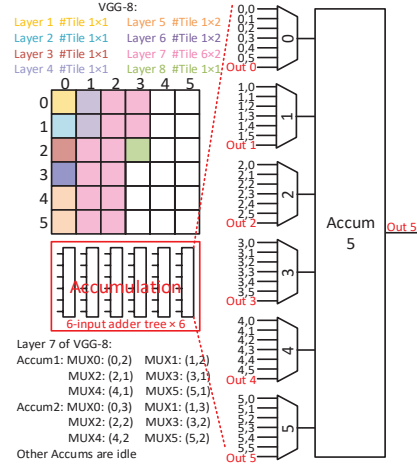 VGG-8:
Layer 1 #Tile 1×1 Layer 5 #Tile 1×2
Layer 2 #Tile 1×1 Layer 6 #Tile 1×2
Layer 3 #Tile 1×1 Layer 7 #Tile 6×2
Layer 4 #Tile 1×1 Layer 8 #Tile 1×1
0 1 2 3 4 5
0
1
2
3
4
5
Accumulation
6-input adder tree × 6
Layer 7 of VGG-8:
Accum1: MUX0: (0,2) MUX1: (1,2)
MUX2: (2,1) MUX3: (3,1)
MUX4: (4,1) MUX5: (5,1)
Accum2: MUX0: (0,3) MUX1: (1,3)
MUX2: (2,2) MUX3: (3,2)
MUX4: (4,2 MUX5: (5,2)
Other Accums are idle
0,0
0,1
0,2
0,3
0,4
0,5
Out 0
0
1,0
1,1
1,2
1,3
1,4
1,5
Out 1
1
2,0
2,1
2,2
2,3
2,4
2,5
Out 2
2
3,0
3,1
3,2
3,3
3,4
3,5
Out 3
3
4,0
4,1
4,2
4,3
4,4
4,5
Out 4
4
5,0
5,1
5,2
5,3
5,4
5,5
Out 5
5
Accum
5
Out 5